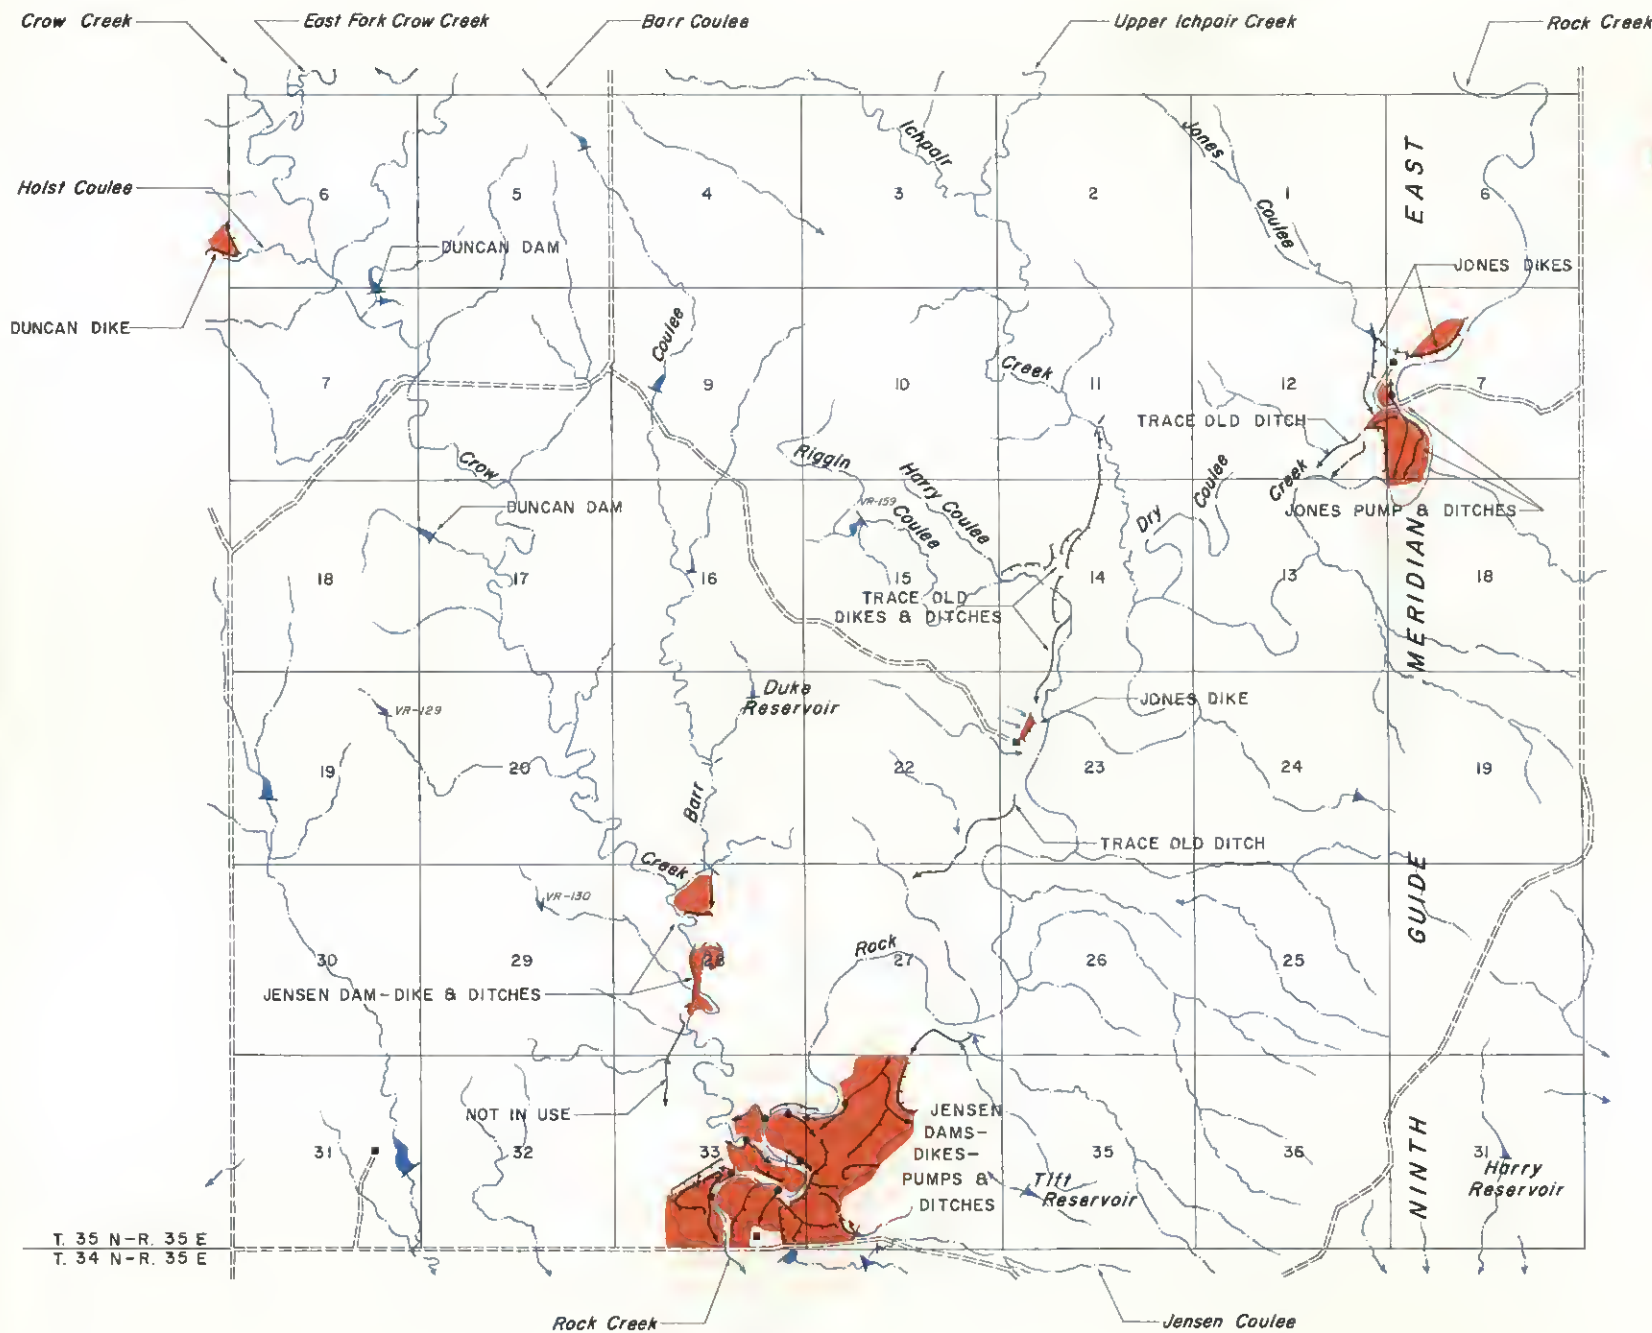 Crow Creek
East Fork Crow Creek
Barr Coulee
Upper Ichpair Creek
Rock Creek
Ichpair
Jones
Coulee
EAST
6
5
4
3
2
1
6
Holst Coulee
DUNCAN DAM
JONES DIKES
DUNCAN DIKE
Coulee
Creek
7
9
10
11
12
7
TRACE OLD DITCH
Crow
Riggin
Coulee
Harry Coulee
Dry Coulee
Creek
VR-159
DUNCAN DAM
JONES PUMP & DITCHES
18
17
16
15
14
13
18
TRACE OLD
DIKES & DITCHES
MERIDIAN
Duke
Reservoir
JONES DIKE
VR-129
19
20
22
23
24
19
Barr
TRACE OLD DITCH
Creek
VR-130
GUIDE
Rock
30
29
28
27
26
25
JENSEN DAM-DIKE & DITCHES
NOT IN USE
JENSEN
DAMS-
DIKES-
PUMPS &
DITCHES
31
32
33
35
36
31
Tift
Reservoir
Harry
Reservoir
NINTH
T. 35 N-R. 35 E
T. 34 N-R. 35 E
Rock Creek
Jensen Coulee